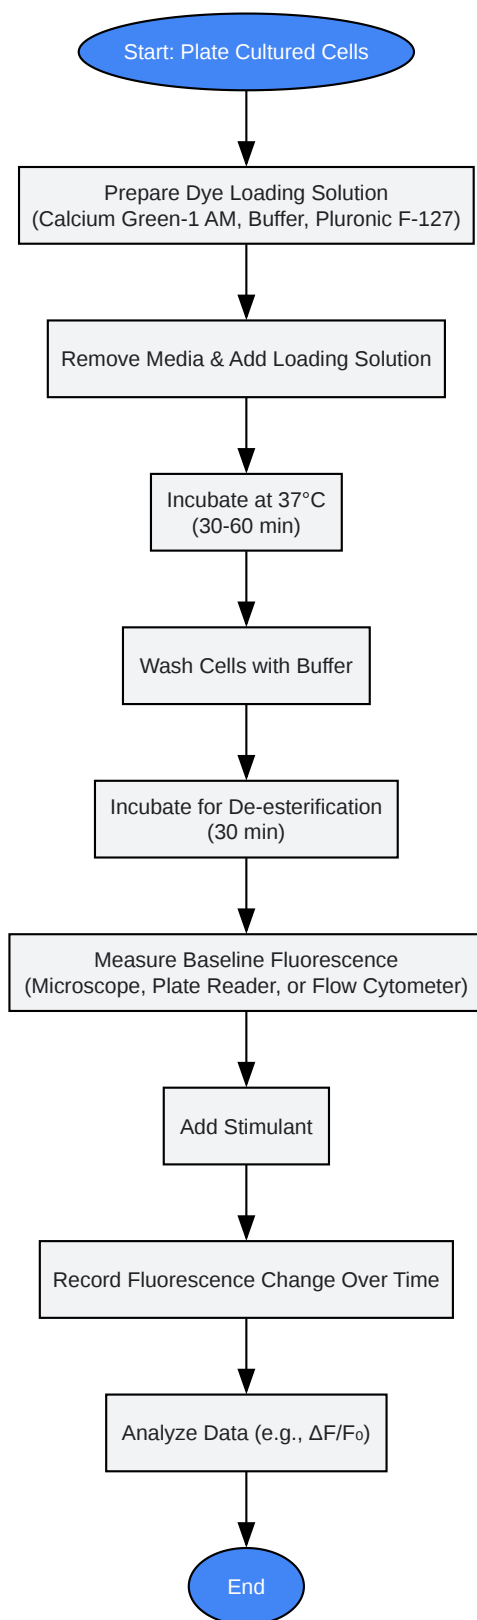 Start: Plate Cultured Cells
Prepare Dye Loading Solution
(Calcium Green-1 AM, Buffer, Pluronic F-127)
Remove Media & Add Loading Solution
Incubate at 37°C
(30-60 min)
Wash Cells with Buffer
Incubate for De-esterification
(30 min)
Measure Baseline Fluorescence
(Microscope, Plate Reader, or Flow Cytometer)
Add Stimulant
Record Fluorescence Change Over Time
Analyze Data (e.g., ΔF/F₀)
End